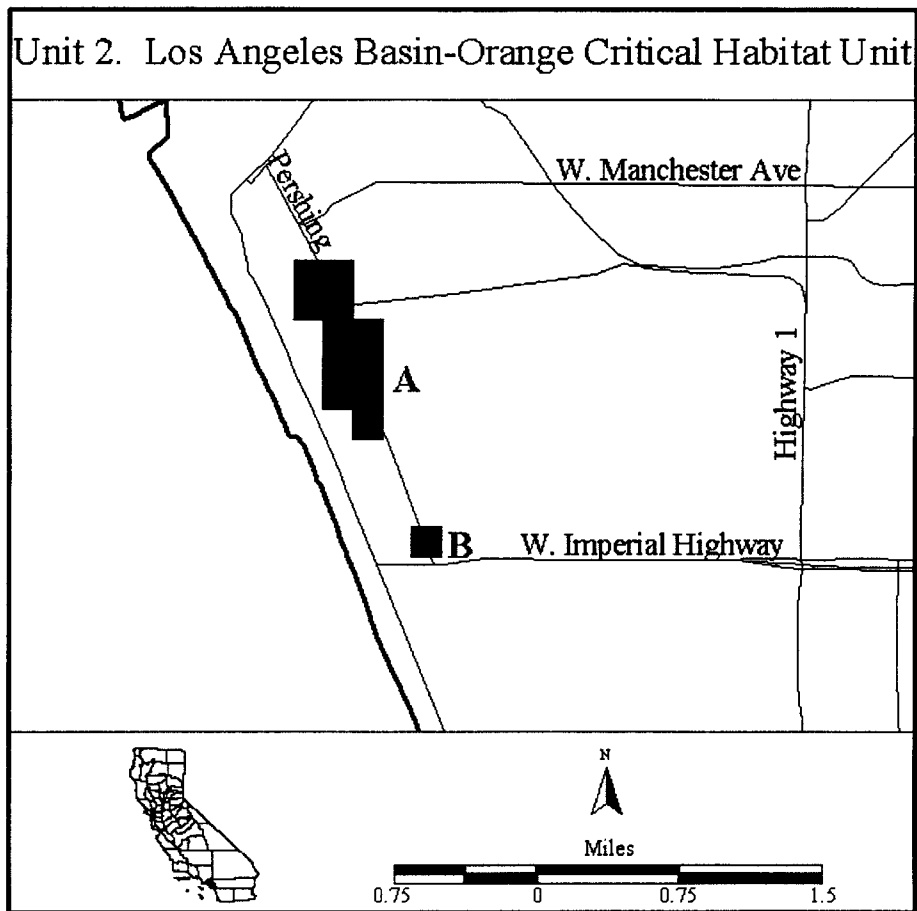 Unit 2. Los Angeles Basin-Orange Critical Habitat Unit
Pershing
W. Manchester Ave
Highway 1
A
B
W. Imperial Highway
N
Miles
0.75 0 0.75 1.5